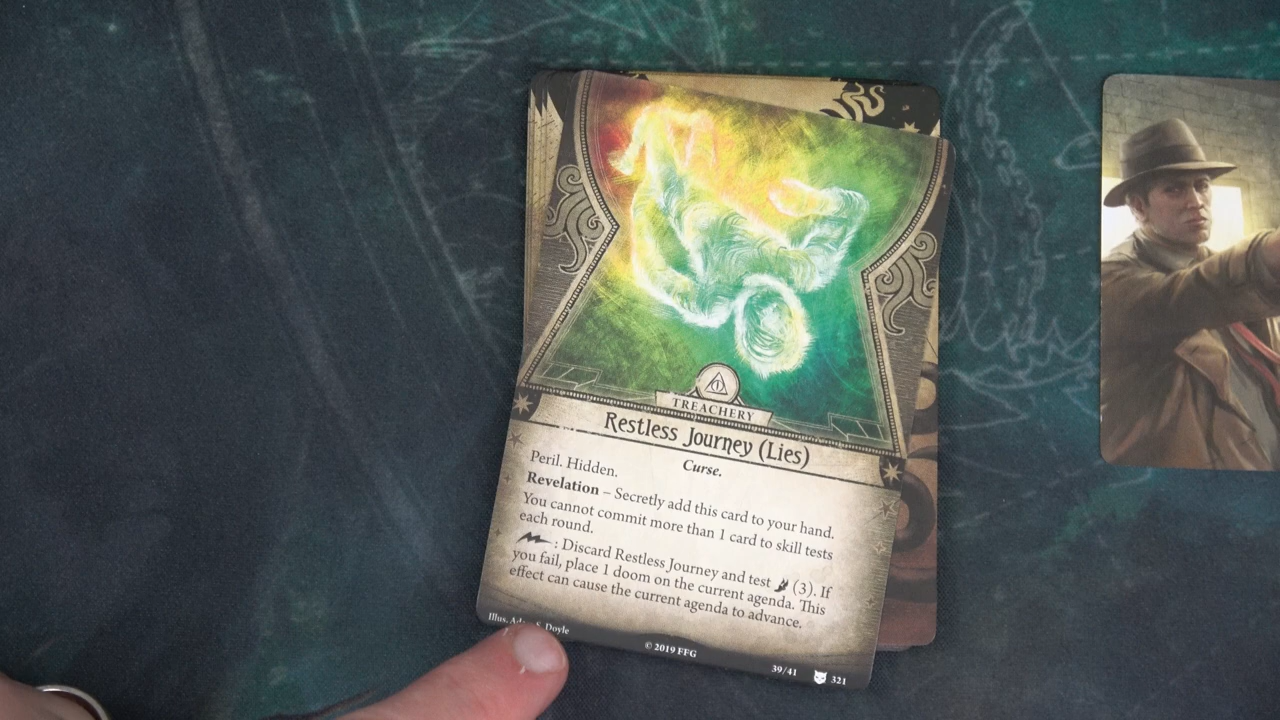 TREACHERY
Restless Journey (Lies)
Curse.
Peril. Hidden.
Revelation – Secretly add this card to your hand.
You cannot commit more than 1 card to skill tests
each round.
: Discard Restless Journey and test (3). If
you fail, place 1 doom on the current agenda. This
effect can cause the current agenda to advance.
Illus. S. Doyle
© 2019 FFG
39/41
321